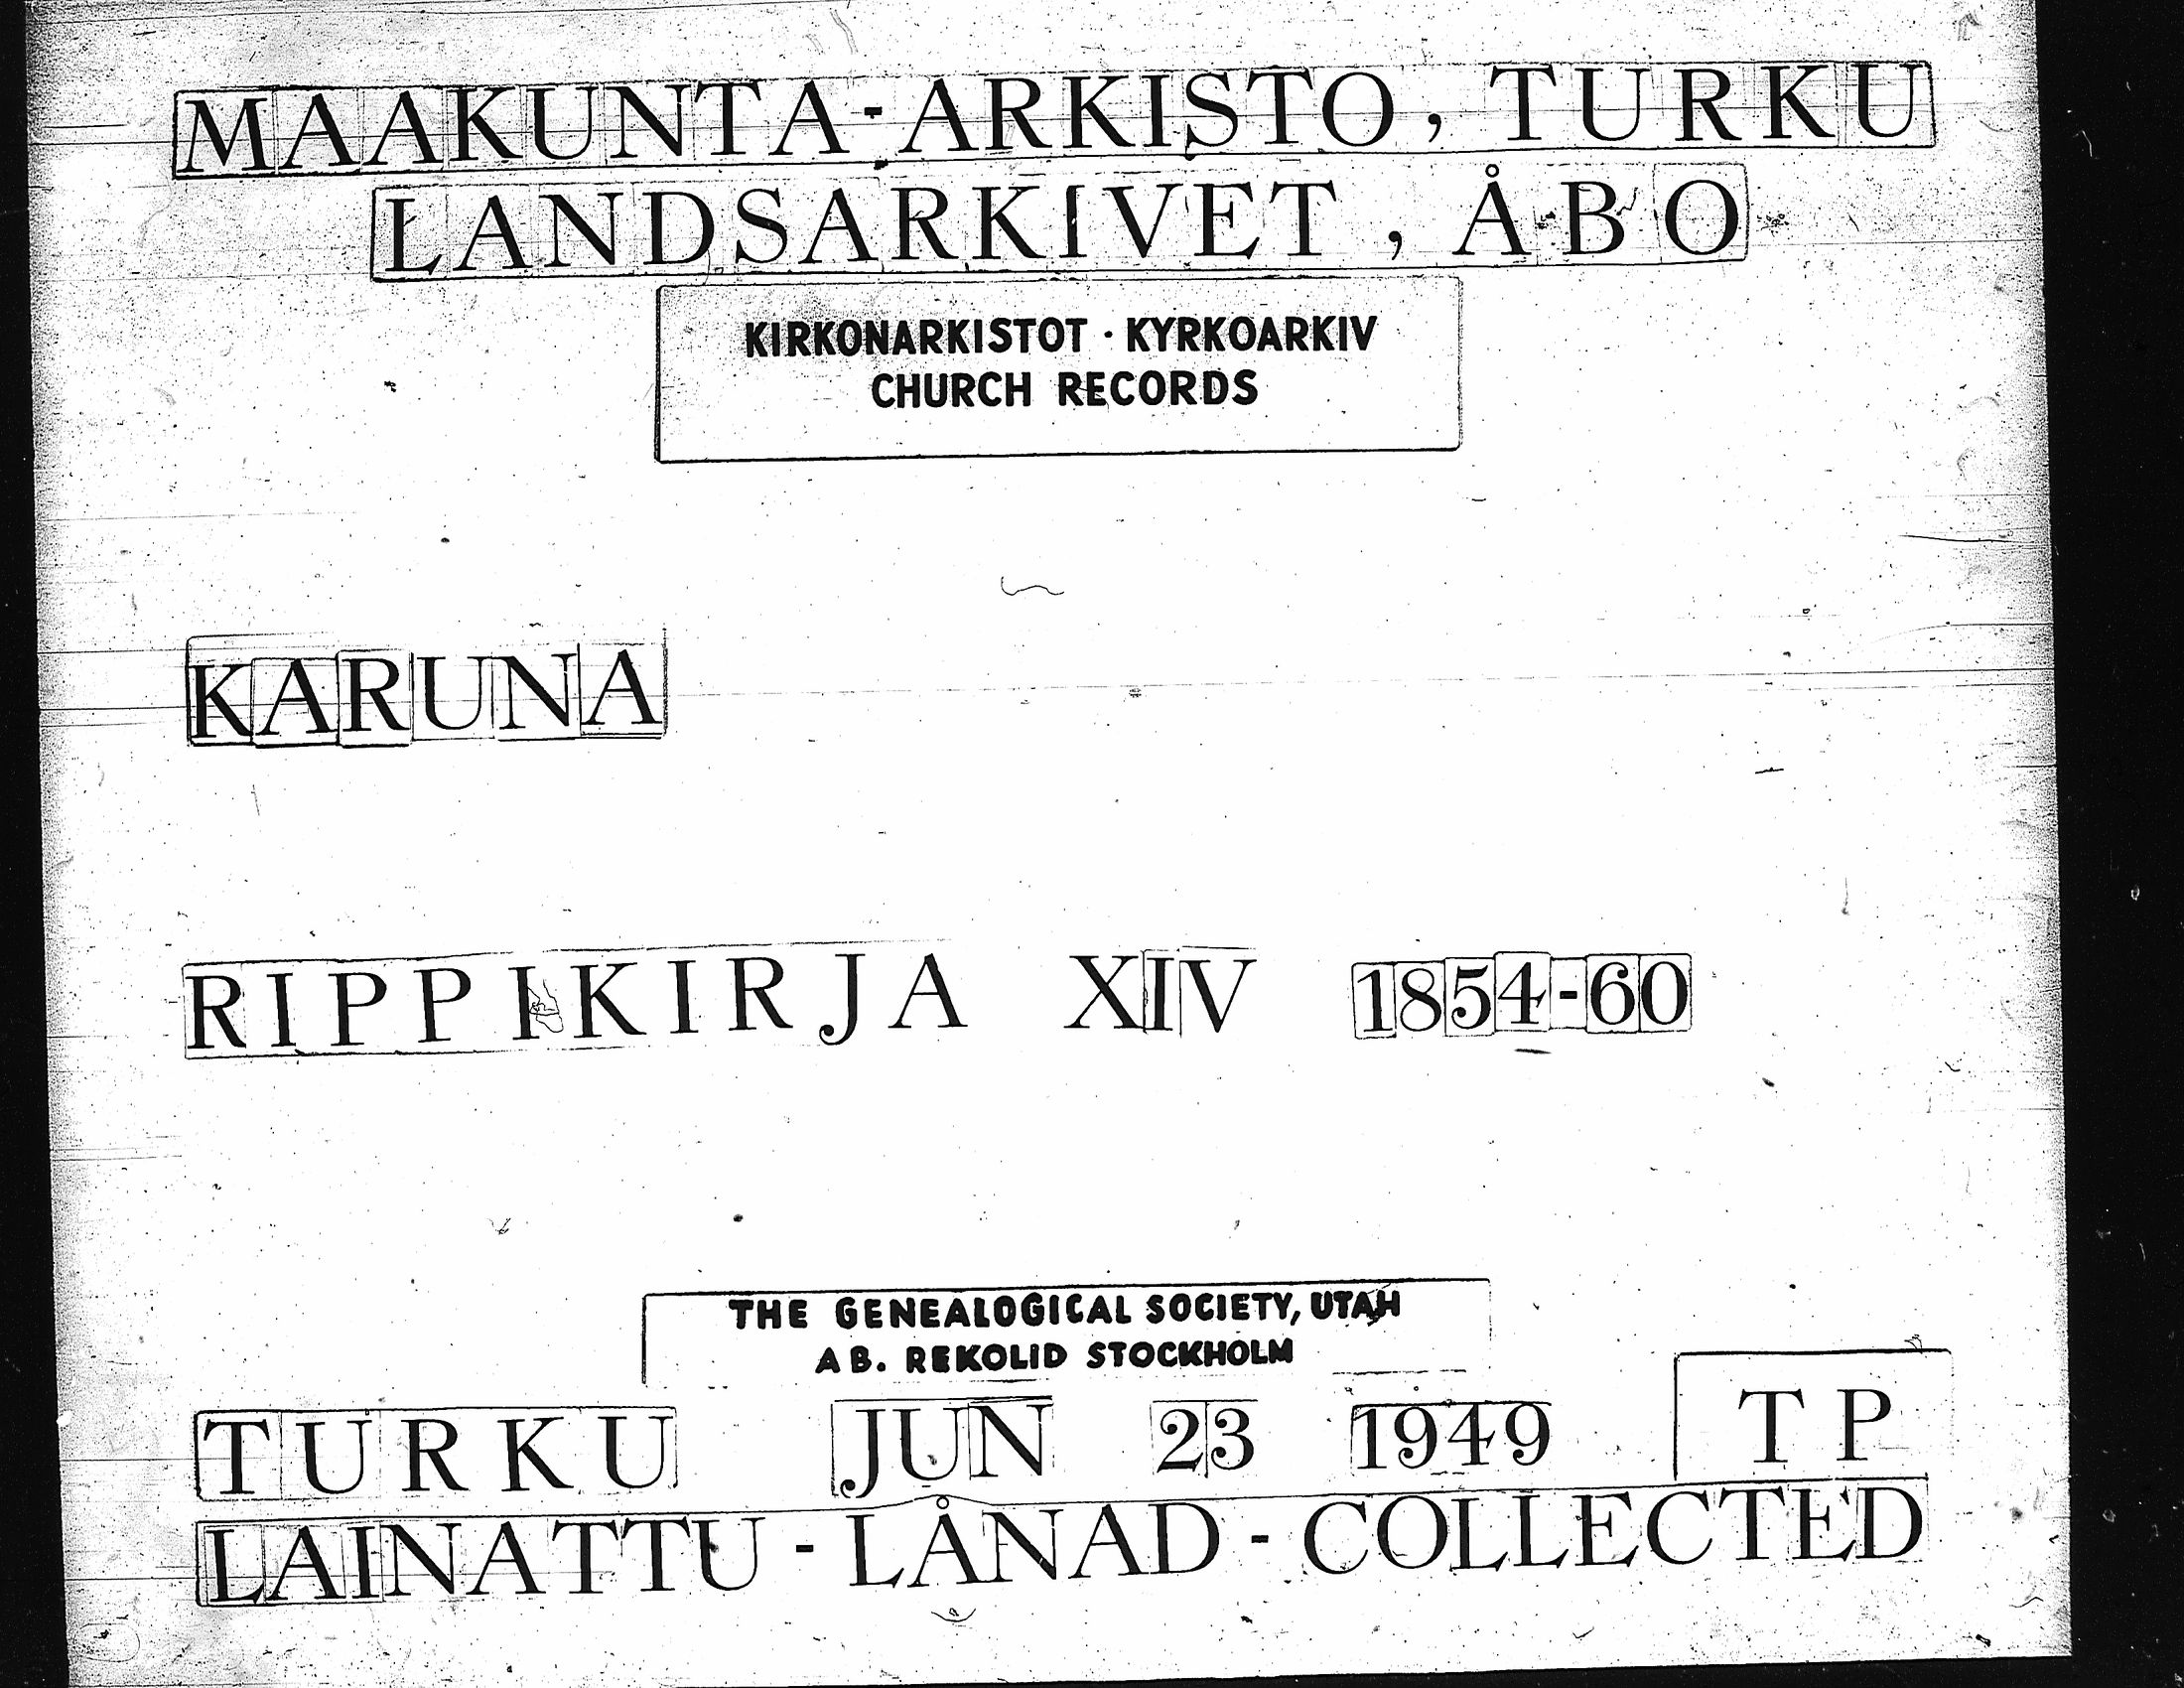 MAAKUNTA-ARKISTO, TURKU
LANDSARKIVET, ÅBO
KIRKONARKISTOT · KYRKOARKIV
CHURCH RECORDS
KARUNA
RIPPIKIRJA XIV 1854-60
THE GENEALOGICAL SOCIETY, UTAH
AB. REKOLID STOCKHOLM
TURKU JUN 23 1949 TP
LAINATTU - LÅNAD - COLLECTED